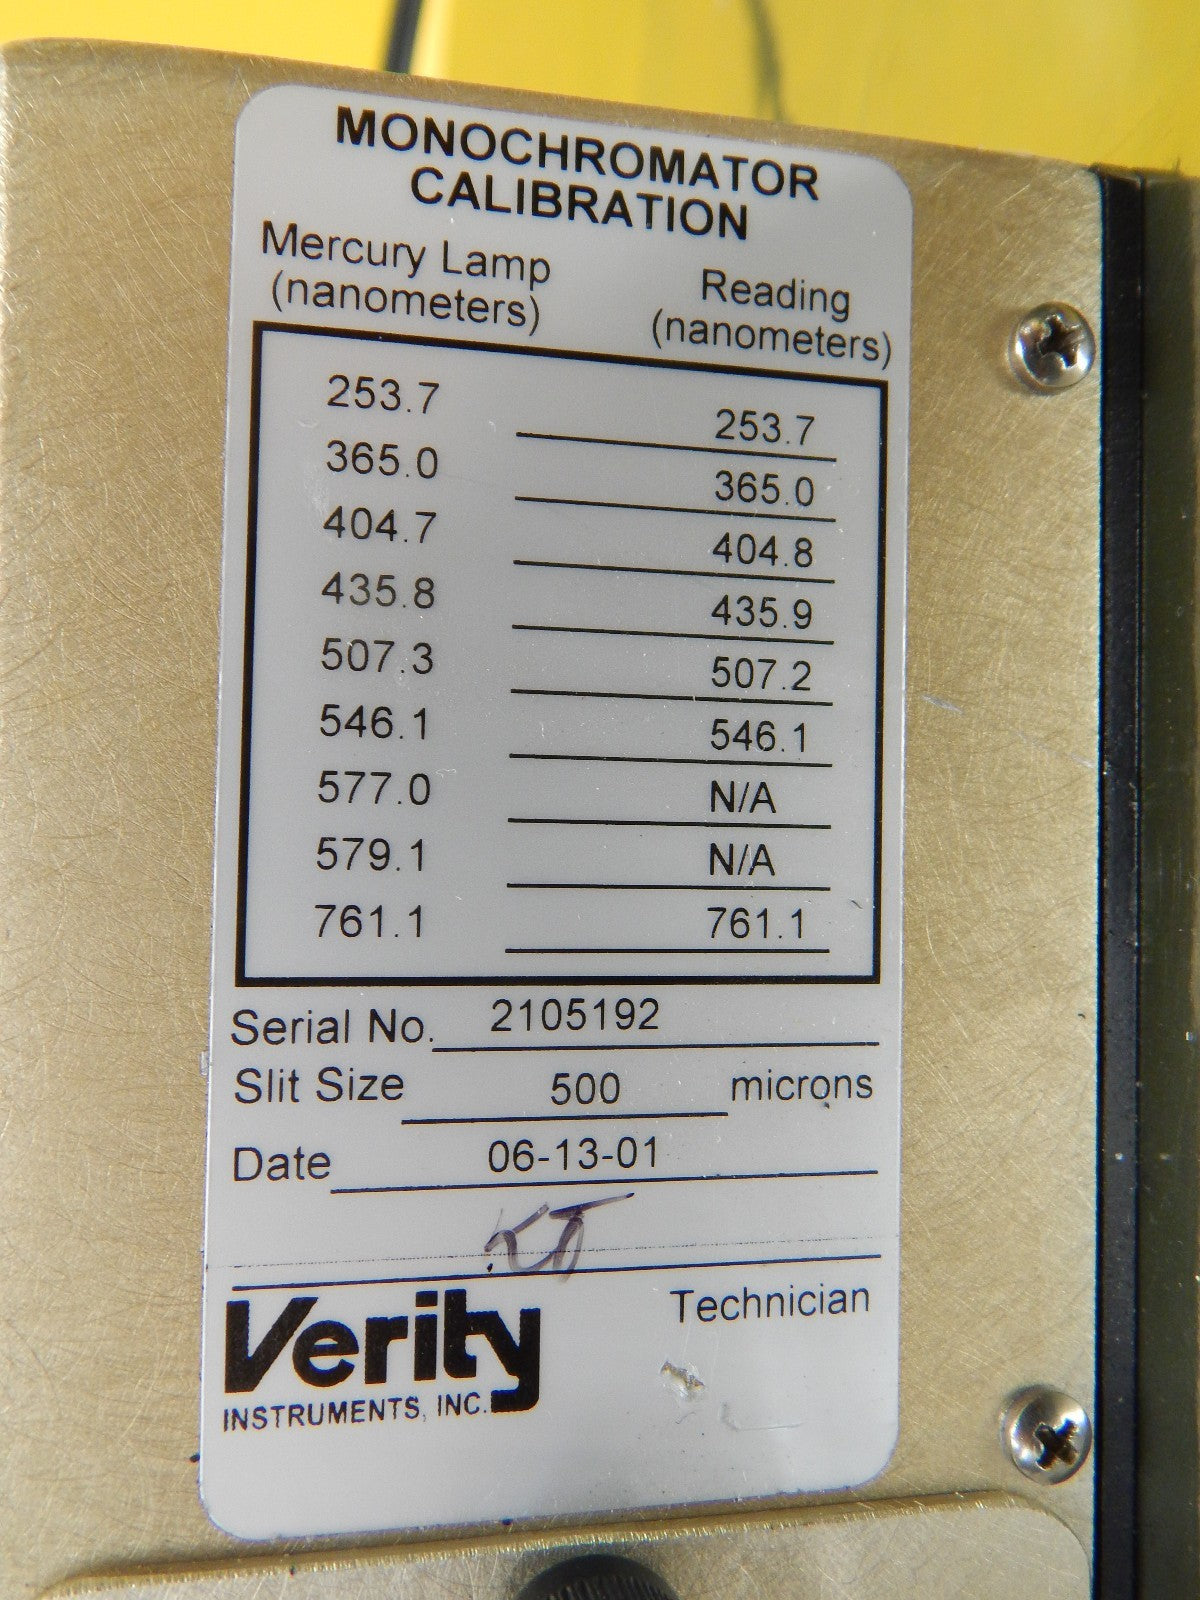 MONOCHROMATOR
CALIBRATION
Mercury Lamp
(nanometers)
Reading
(nanometers)
253.7 253.7
365.0 365.0
404.7 404.8
435.8 435.9
507.3 507.2
546.1 546.1
577.0 N/A
579.1 N/A
761.1 761.1
Serial No. 2105192
Slit Size 500 microns
Date 06-13-01
Technician
Verity
INSTRUMENTS, INC.